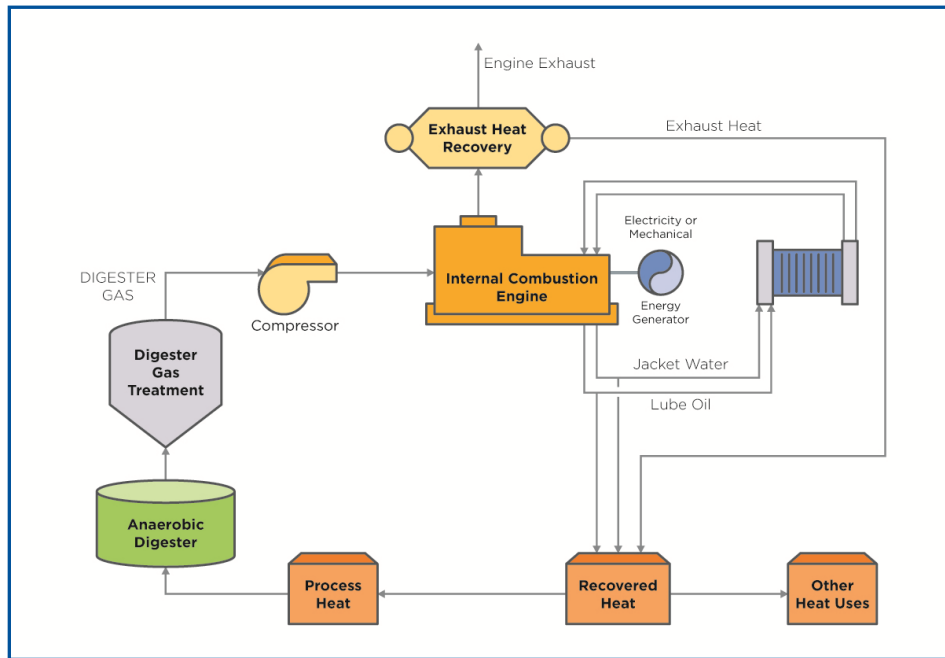 Engine Exhaust
Exhaust Heat
Recovery
Exhaust Heat
Electricity or
Mechanical
DIGESTER
GAS
Internal Combustion
Engine
Energy
Generator
Compressor
Digester
Gas
Treatment
Jacket Water
Lube Oil
Anaerobic
Digester
Process
Heat
Recovered
Heat
Other
Heat Uses